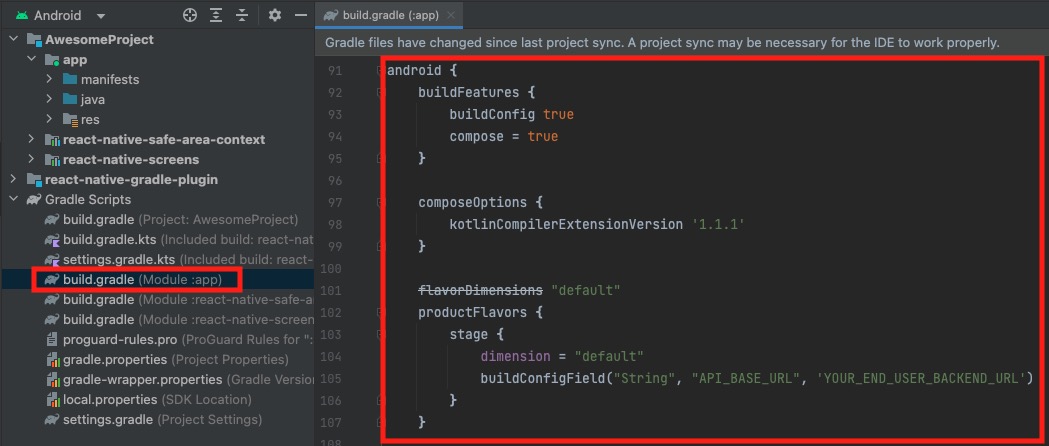 Android
AwesomeProject
app
manifests
java
res
react-native-safe-area-context
react-native-screens
react-native-gradle-plugin
Gradle Scripts
build.gradle (Project: AwesomeProject)
build.gradle.kts (Included build: react-nat
settings.gradle.kts (Included build: react-
build.gradle (Module :app)
build.gradle (Module :react-native-safe-a
build.gradle (Module :react-native-screen
proguard-rules.pro (ProGuard Rules for ":
gradle.properties (Project Properties)
gradle-wrapper.properties (Gradle Version
local.properties (SDK Location)
settings.gradle (Project Settings)
build.gradle (:app)
Gradle files have changed since last project sync. A project sync may be necessary for the IDE to work properly.
91 android {
92 buildFeatures {
93 buildConfig true
94 compose = true
95 }
96
97 composeOptions {
98 kotlinCompilerExtensionVersion '1.1.1'
99 }
100
101 flavorDimensions "default"
102 productFlavors {
103 stage {
104 dimension = "default"
105 buildConfigField("String", "API_BASE_URL", 'YOUR_END_USER_BACKEND_URL')
106 }
107 }
108